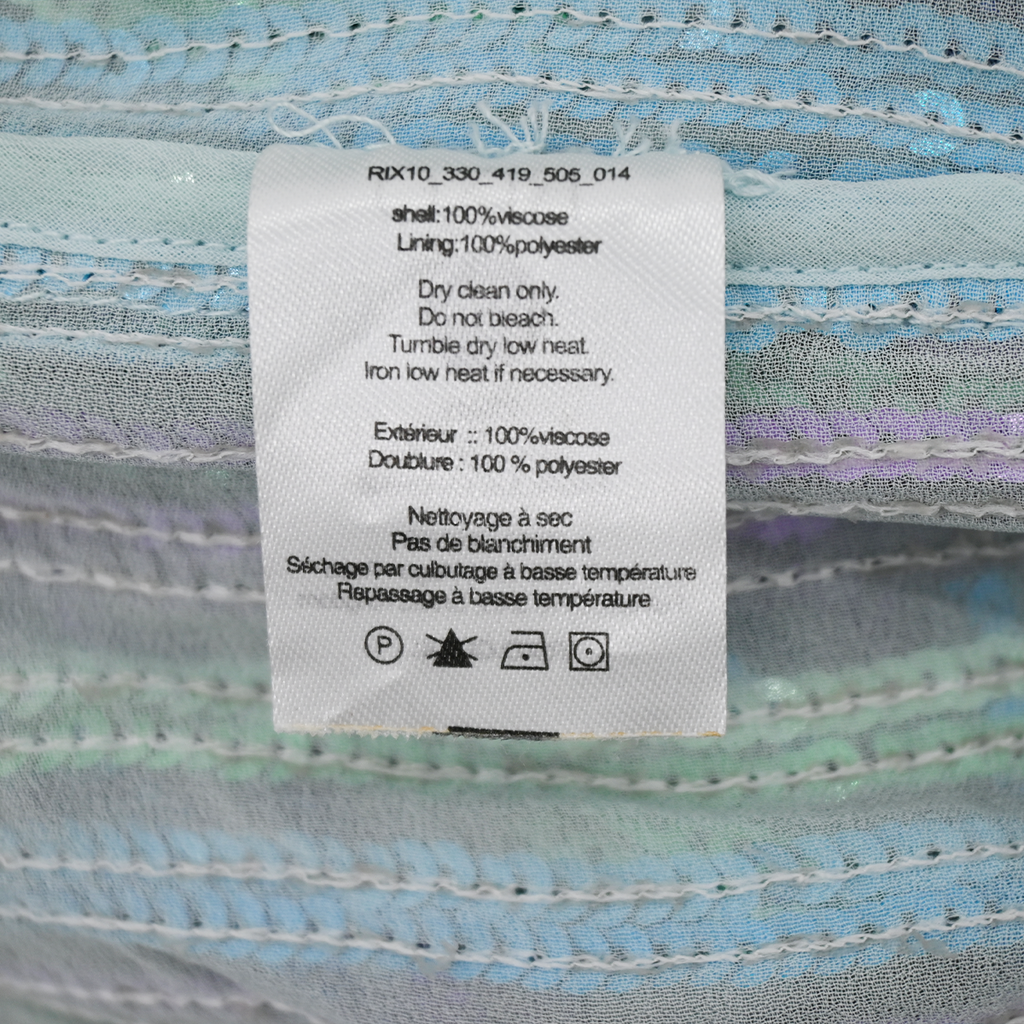 RIX10_330_419_505_014
shell:100%viscose
Lining:100%polyester
Dry clean only.
Do not bleach.
Tumble dry low heat.
Iron low heat if necessary.
Extérieur :: 100%viscose
Doublure : 100 % polyester
Nettoyage à sec
Pas de blanchiment
Séchage par culbutage à basse température
Repassage à basse température
P